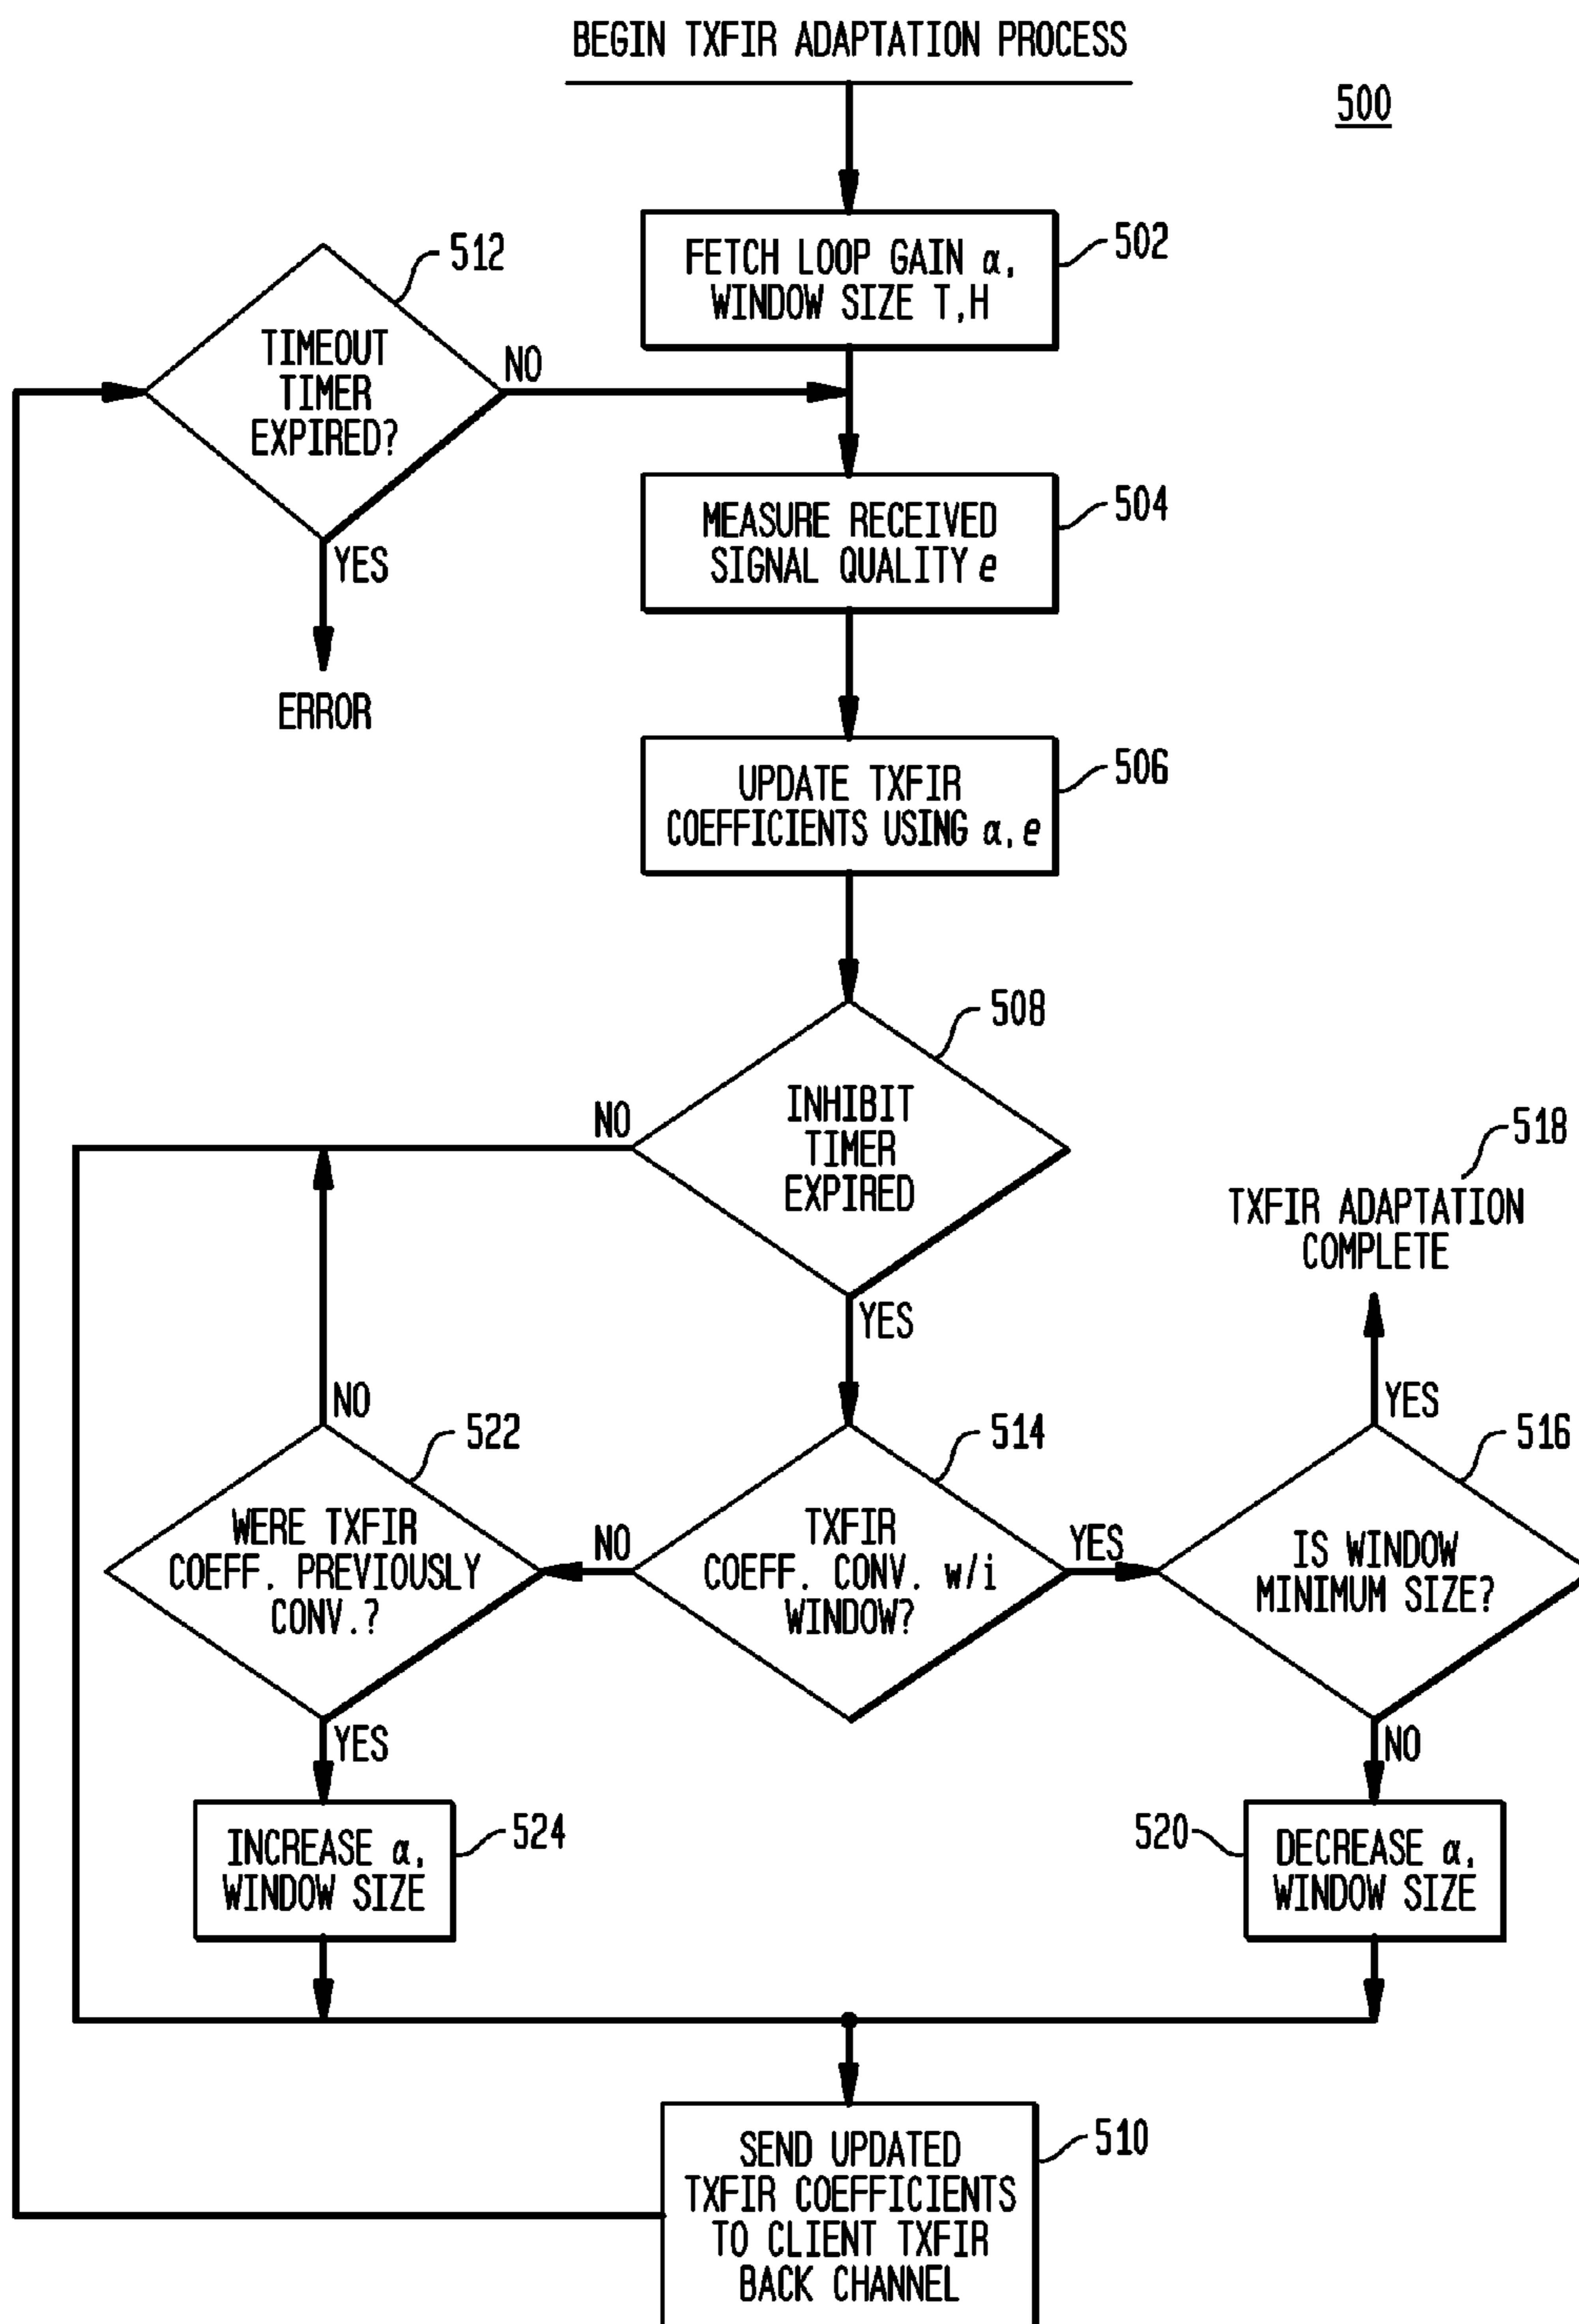 BEGIN TXFIR ADAPTATION PROCESS
500
FETCH LOOP GAIN α,
WINDOW SIZE T,H
502
512
TIMEOUT
TIMER
EXPIRED?
NO
YES
ERROR
MEASURE RECEIVED
SIGNAL QUALITY e
504
UPDATE TXFIR
COEFFICIENTS USING α, e
506
508
INHIBIT
TIMER
EXPIRED
NO
YES
518
TXFIR ADAPTATION
COMPLETE
NO
522
WERE TXFIR
COEFF. PREVIOUSLY
CONV.?
YES
NO
514
TXFIR
COEFF. CONV. w/i
WINDOW?
YES
YES
516
IS WINDOW
MINIMUM SIZE?
NO
INCREASE α,
WINDOW SIZE
524
520
DECREASE α,
WINDOW SIZE
510
SEND UPDATED
TXFIR COEFFICIENTS
TO CLIENT TXFIR
BACK CHANNEL